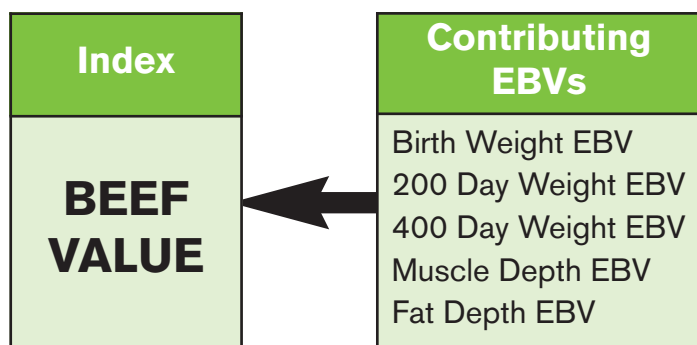 Index
BEEF
VALUE
Contributing
EBVs
Birth Weight EBV
200 Day Weight EBV
400 Day Weight EBV
Muscle Depth EBV
Fat Depth EBV